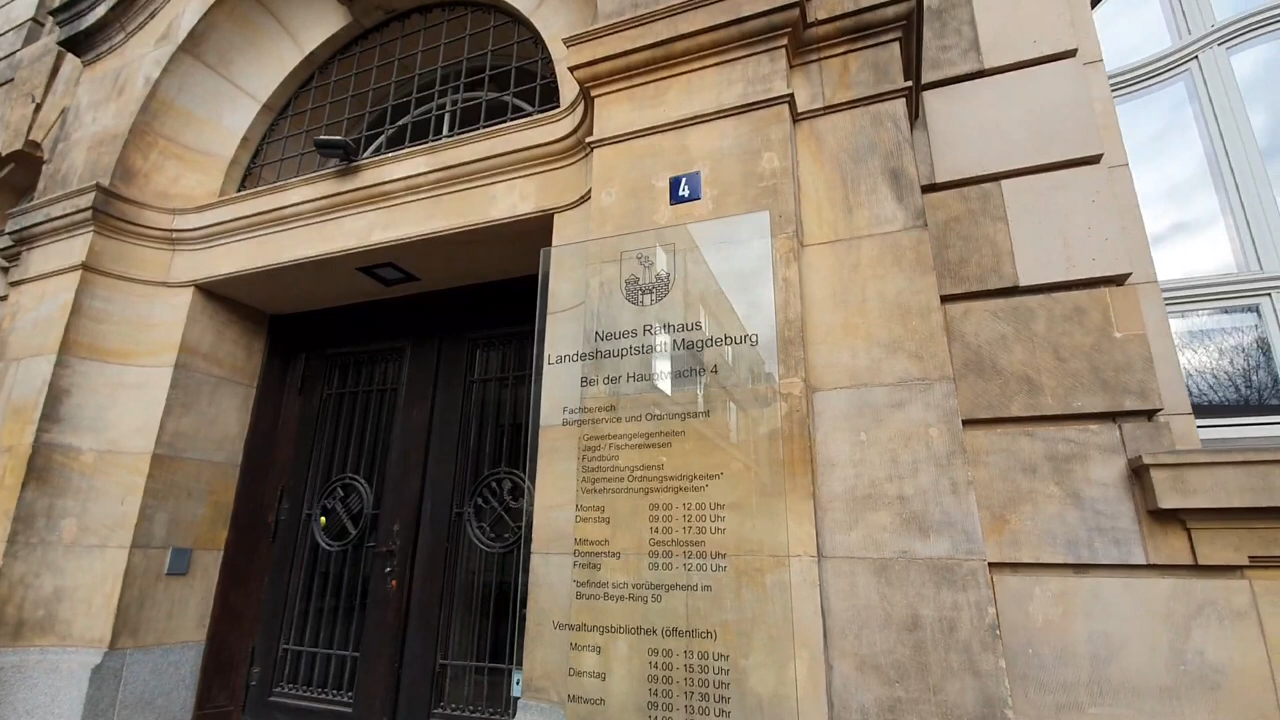 4
Neues Rathaus
Landeshauptstadt Magdeburg
Bei der Hauptwache 4
Fachbereich
Bürgerservice und Ordnungsamt
- Gewerbeangelegenheiten
- Jagd-/ Fischereiwesen
- Fundbüro
- Stadtordnungsdienst
- Allgemeine Ordnungswidrigkeiten*
- Verkehrsordnungswidrigkeiten*
Montag 09.00 - 12.00 Uhr
Dienstag 09.00 - 12.00 Uhr
14.00 - 17.30 Uhr
Mittwoch Geschlossen
Donnerstag 09.00 - 12.00 Uhr
Freitag 09.00 - 12.00 Uhr
*befindet sich vorübergehend im
Bruno-Beye-Ring 50
Verwaltungsbibliothek (öffentlich)
Montag 09.00 - 13.00 Uhr
14.00 - 15.30 Uhr
Dienstag 09.00 - 13.00 Uhr
14.00 - 17.30 Uhr
Mittwoch 09.00 - 13.00 Uhr